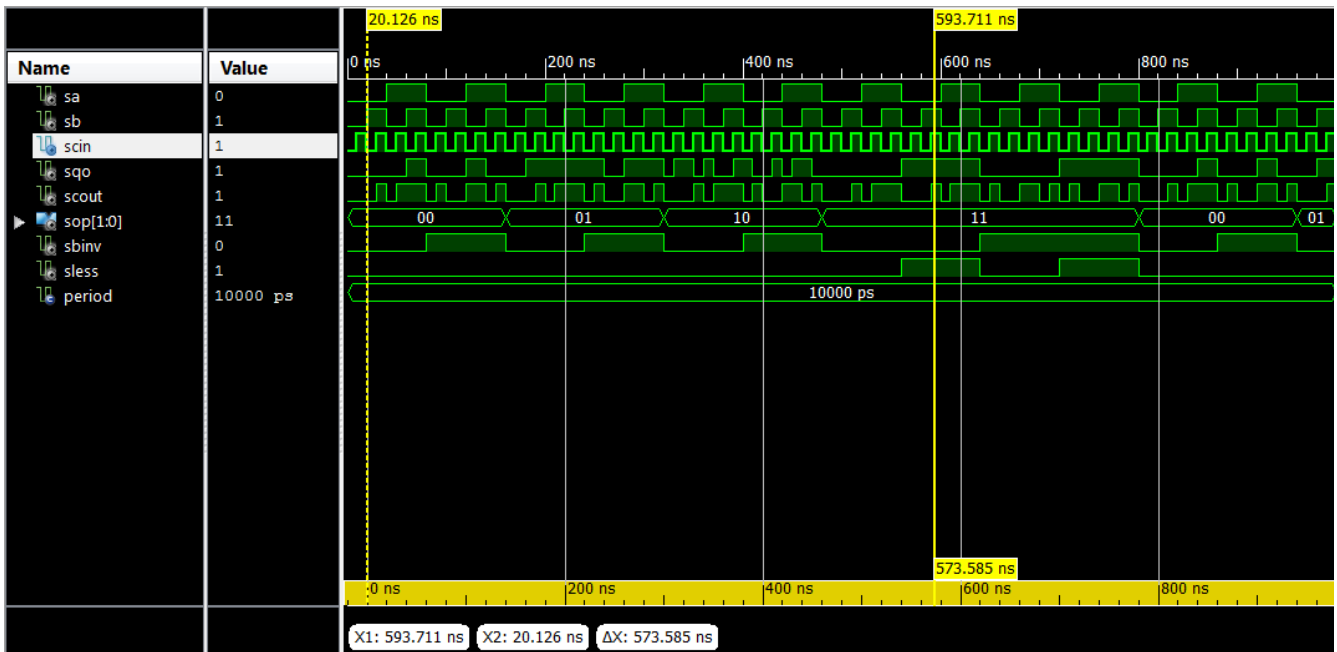 20.126 ns 593.711 ns
Name Value 0 ns 200 ns 400 ns 600 ns 800 ns
sa 0
sb 1
scin 1
sqo 1
scout 1
sop[1:0] 11 00 01 10 11 00 01
sbinv 0
sless 1
period 10000 ps 10000 ps
573.585 ns
0 ns 200 ns 400 ns 600 ns 800 ns
X1: 593.711 ns X2: 20.126 ns ΔX: 573.585 ns